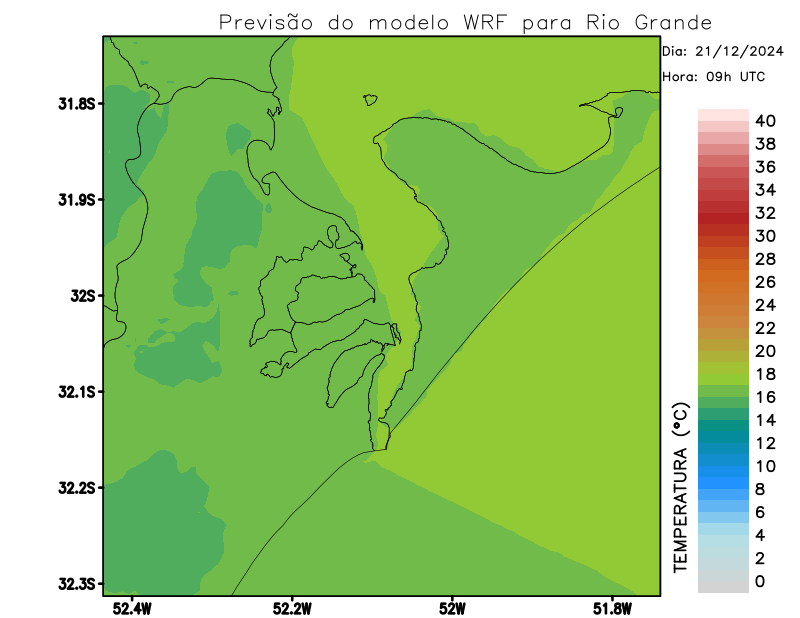 Previsão do modelo WRF para Rio Grande
Dia: 21/12/2024
Hora: 09h UTC
31.8S
31.9S
32S
32.1S
32.2S
32.3S
52.4W
52.2W
52W
51.8W
TEMPERATURA (°C)
40
38
36
34
32
30
28
26
24
22
20
18
16
14
12
10
8
6
4
2
0